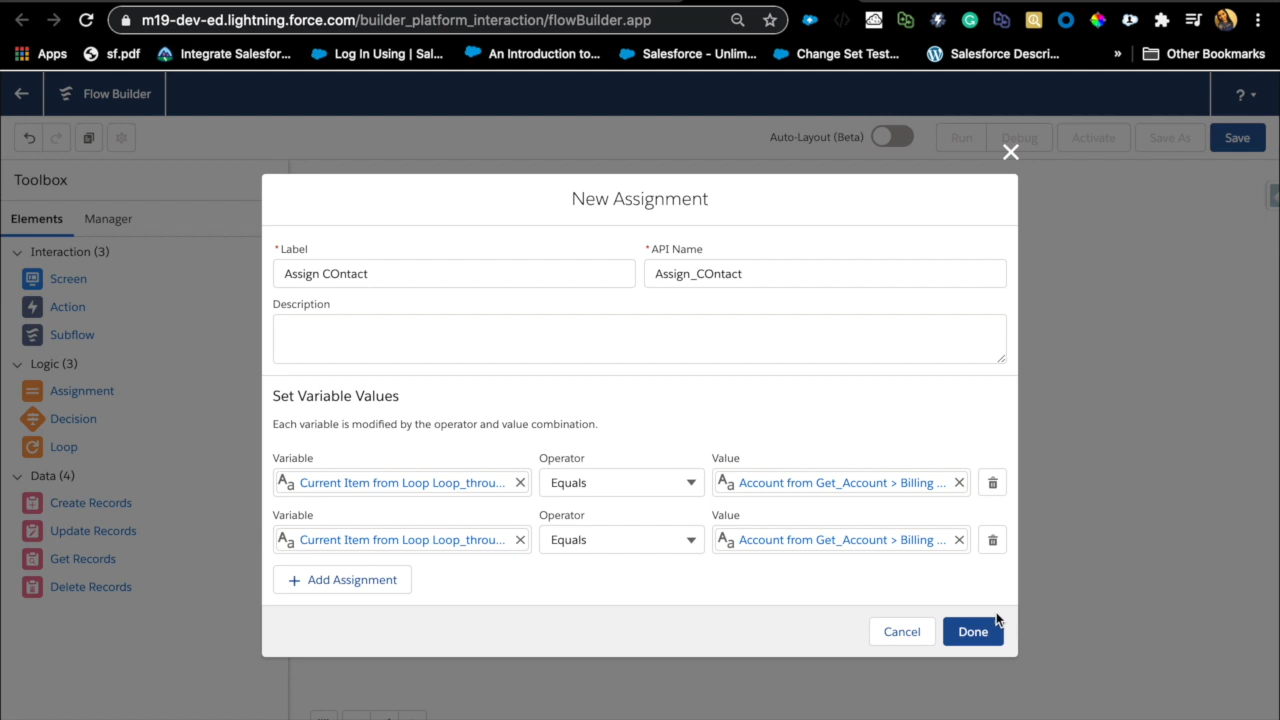 m19-dev-ed.lightning.force.com/builder_platform_interaction/flowBuilder.app
Apps sf.pdf Integrate Salesfor... Log In Using | Sal... An Introduction to... Salesforce - Unlim... Change Set Test... Salesforce Descri... » Other Bookmarks
Flow Builder ?
Auto-Layout (Beta) Run Debug Activate Save As Save
Toolbox
Elements Manager
Interaction (3)
Screen
Action
Subflow
Logic (3)
Assignment
Decision
Loop
Data (4)
Create Records
Update Records
Get Records
Delete Records
New Assignment
* Label * API Name
Assign COntact Assign_COntact
Description
Set Variable Values
Each variable is modified by the operator and value combination.
Variable Operator Value
Aa Current Item from Loop Loop_throu... Equals Aa Account from Get_Account > Billing ...
Variable Operator Value
Aa Current Item from Loop Loop_throu... Equals Aa Account from Get_Account > Billing ...
+ Add Assignment
Cancel Done